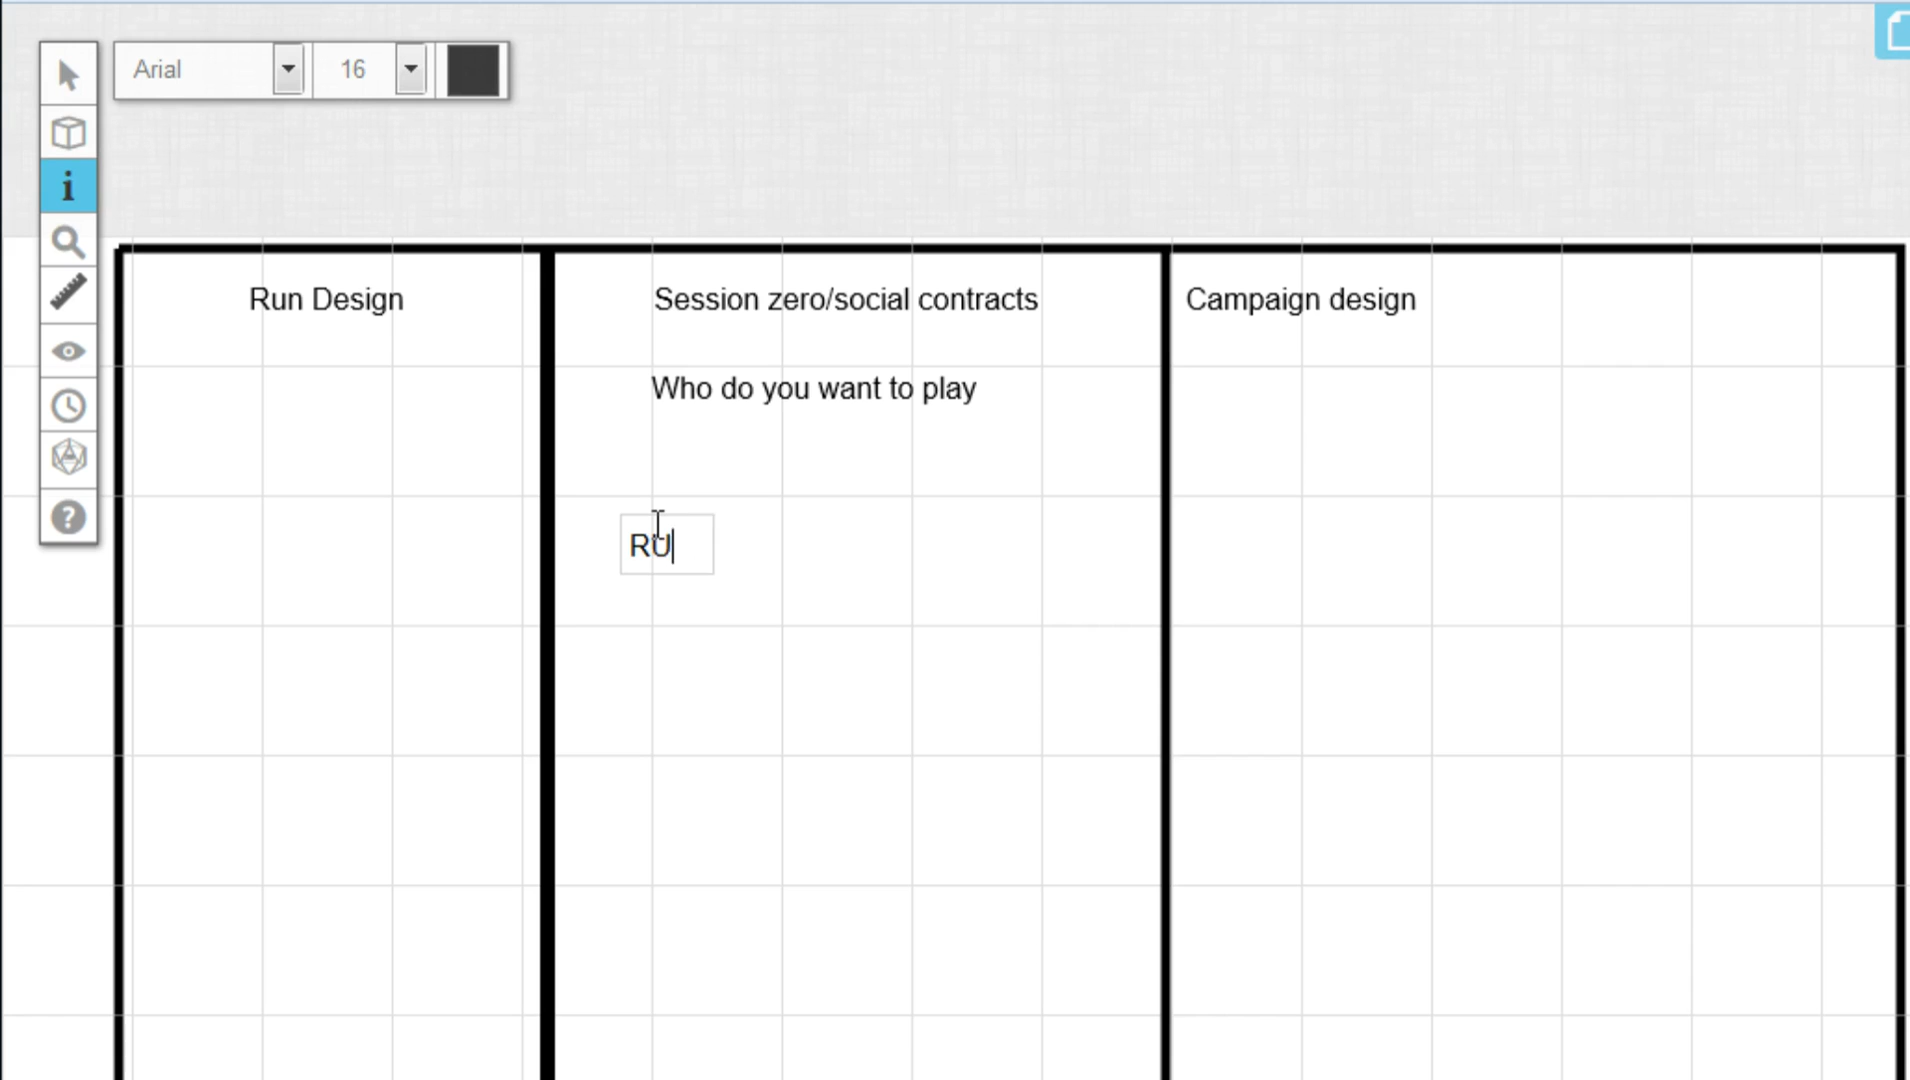 Arial
16
i
Run Design
Session zero/social contracts
Campaign design
Who do you want to play
RU
?